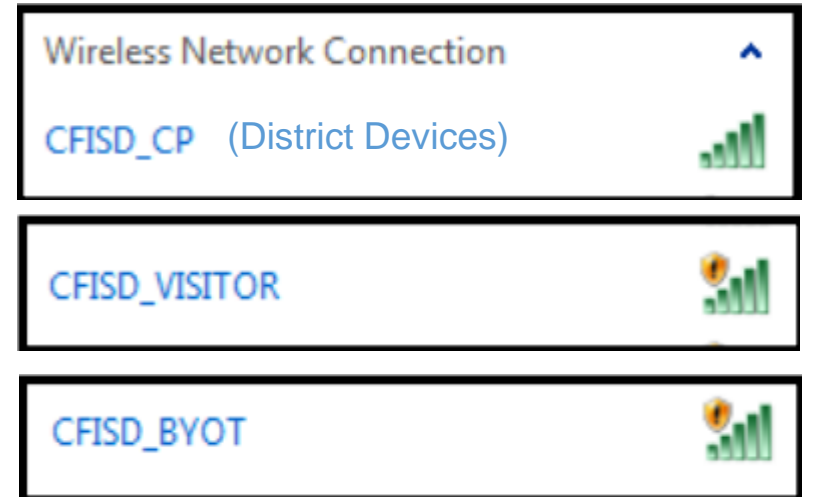 Wireless Network Connection
CFISD_CP (District Devices)
CFISD_VISITOR
CFISD_BYOT